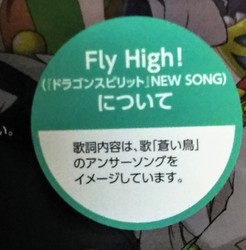 Fly High!
(『ドラゴンスピリット』NEW SONG)
について
歌詞内容は、歌「蒼い鳥」
のアンサーソングを
イメージしています。
い。